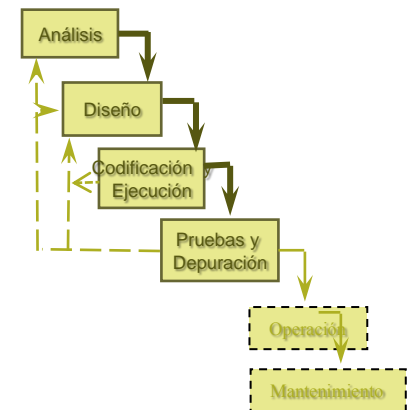 Análisis
Diseño
Codificación y
Ejecución
Pruebas y
Depuración
Operación
Mantenimiento